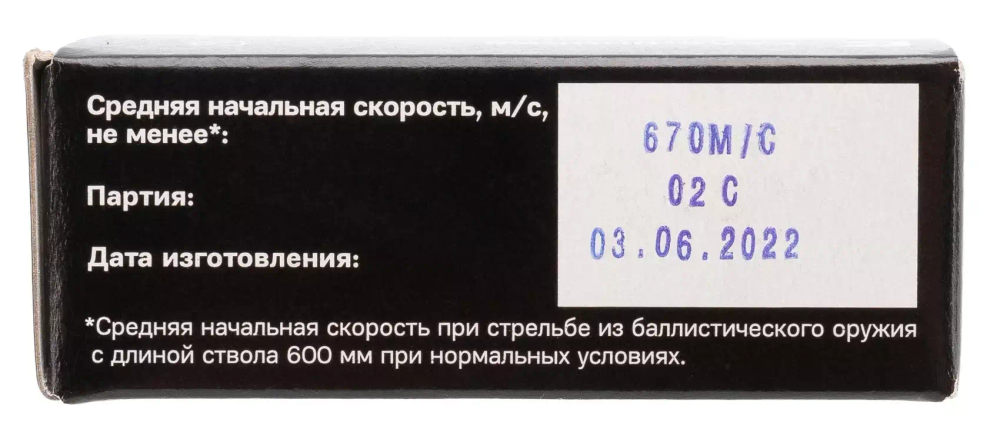 Средняя начальная скорость, м/с,
не менее*:
670М/С
Партия:
02 С
Дата изготовления:
03.06.2022
*Средняя начальная скорость при стрельбе из баллистического оружия
с длиной ствола 600 мм при нормальных условиях.